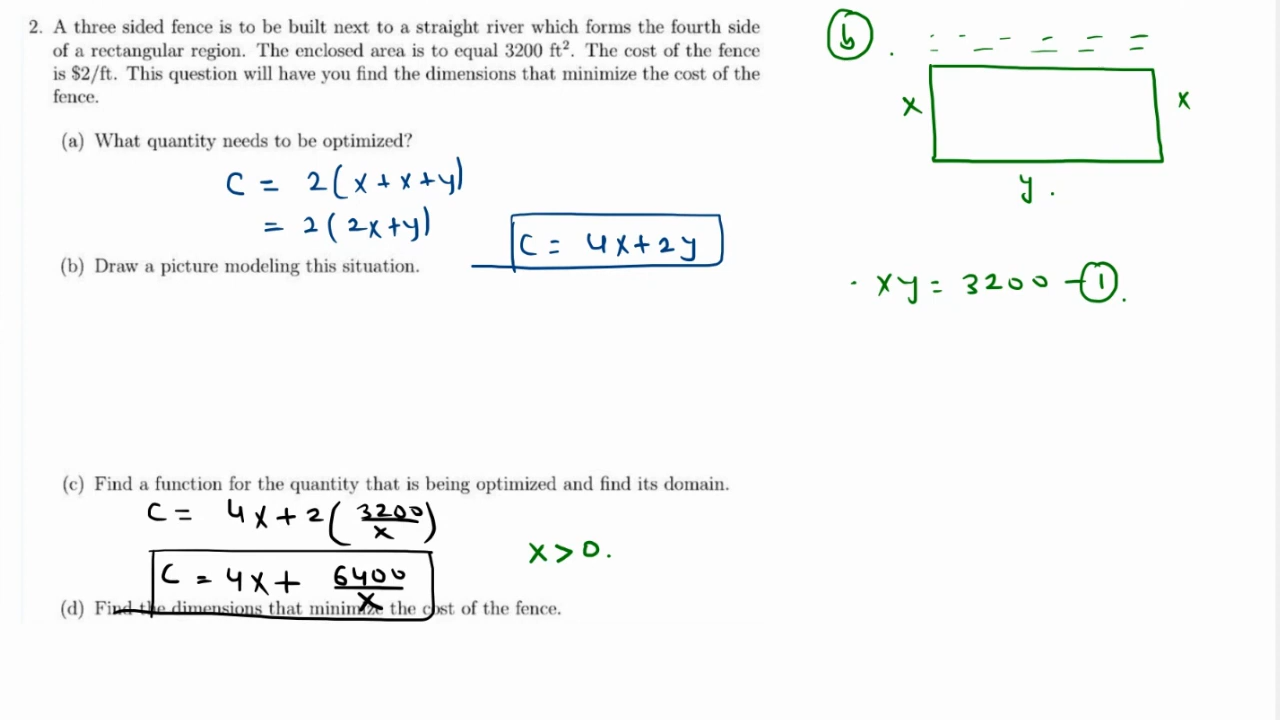 2. A three sided fence is to be built next to a straight river which forms the fourth side
of a rectangular region. The enclosed area is to equal 3200 ft². The cost of the fence
is $2/ft. This question will have you find the dimensions that minimize the cost of the
fence.
(a) What quantity needs to be optimized?
C = 2(x+x+y)
= 2(2x+y)
C = 4x+2y
(b) Draw a picture modeling this situation.
(b).
x
x
y.
· xy = 3200 -①.
(c) Find a function for the quantity that is being optimized and find its domain.
C = 4x+2(3200/x)
C = 4x+ 6400/x
x>0.
(d) Find the dimensions that minimize the cost of the fence.